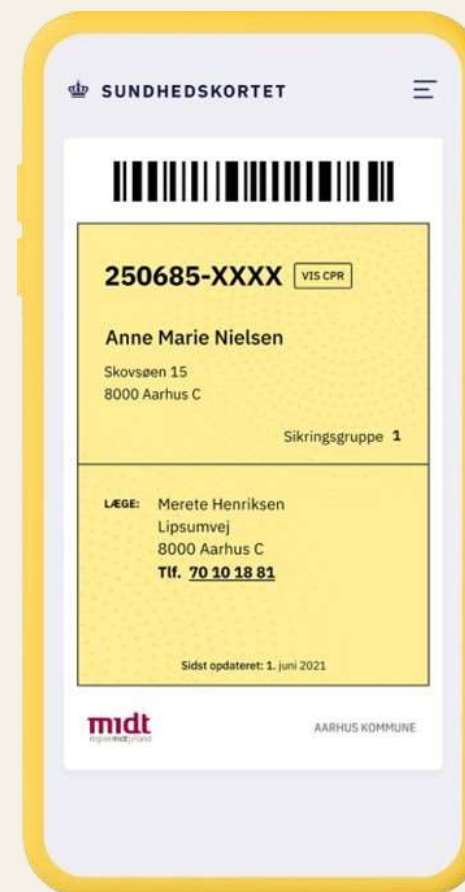 SUNDHEDSKORTET
250685-XXXX VIS CPR
Anne Marie Nielsen
Skovsøen 15
8000 Aarhus C
Sikringsgruppe 1
LÆGE: Merete Henriksen
Lipsumvej
8000 Aarhus C
Tlf. 70 10 18 81
Sidst opdateret: 1. juni 2021
midt
regionmidtjylland
AARHUS KOMMUNE